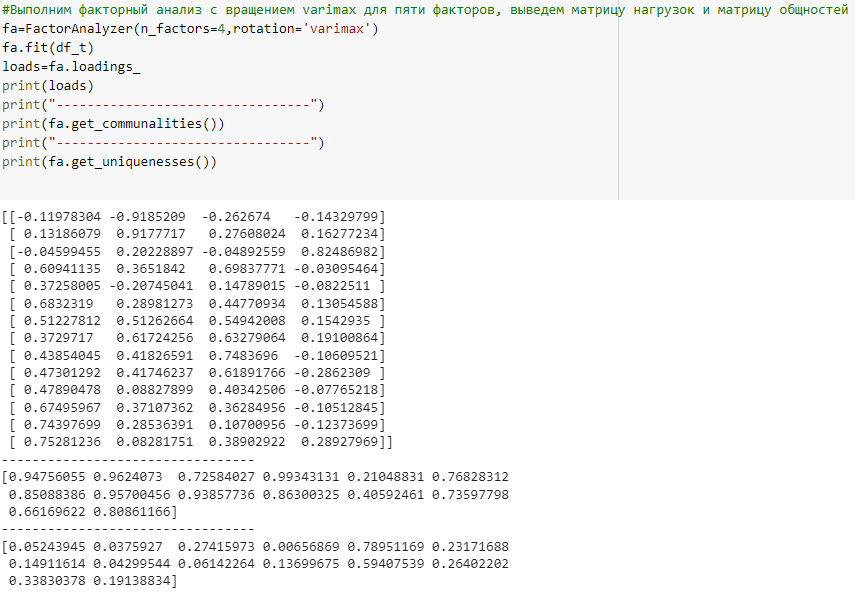 #Выполним факторный анализ с вращением varimax для пяти факторов, выведем матрицу нагрузок и матрицу общностей
fa=FactorAnalyzer(n_factors=4,rotation='varimax')
fa.fit(df_t)
loads=fa.loadings_
print(loads)
print("---------------------------------")
print(fa.get_communalities())
print("---------------------------------")
print(fa.get_uniquenesses())
[[-0.11978304 -0.9185209  -0.262674   -0.14329799]
 [ 0.13186079  0.9177717   0.27608024  0.16277234]
 [-0.04599455  0.20228897 -0.04892559  0.82486982]
 [ 0.60941135  0.3651842   0.69837771 -0.03095464]
 [ 0.37258005 -0.20745041  0.14789015 -0.0822511 ]
 [ 0.6832319   0.28981273  0.44770934  0.13054588]
 [ 0.51227812  0.51262664  0.54942008  0.1542935 ]
 [ 0.3729717   0.61724256  0.63279064  0.19100864]
 [ 0.43854045  0.41826591  0.7483696  -0.10609521]
 [ 0.47301292  0.41746237  0.61891766 -0.2862309 ]
 [ 0.47890478  0.08827899  0.40342506 -0.07765218]
 [ 0.67495967  0.37107362  0.36284956 -0.10512845]
 [ 0.74397699  0.28536391  0.10700956 -0.12373699]
 [ 0.75281236  0.08281751  0.38902922  0.28927969]]
---------------------------------
[0.94756055 0.9624073  0.72584027 0.99343131 0.21048831 0.76828312
 0.85088386 0.95700456 0.93857736 0.86300325 0.40592461 0.73597798
 0.66169622 0.80861166]
---------------------------------
[0.05243945 0.0375927  0.27415973 0.00656869 0.78951169 0.23171688
 0.14911614 0.04299544 0.06142264 0.13699675 0.59407539 0.26402202
 0.33830378 0.19138834]